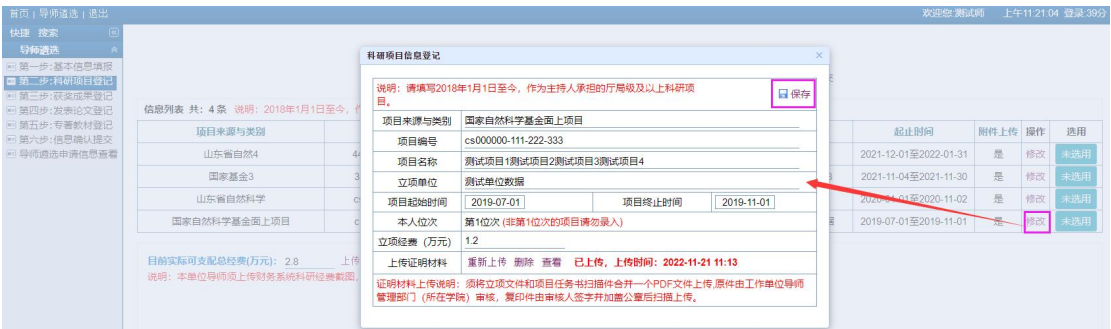 首页 | 导师遴选 | 退出
欢迎您:测试师 上午11:21:04 登录:39分
快捷 搜索
导师遴选
第一步:基本信息填报
第二步:科研项目登记
第三步:获奖成果登记
第四步:发表论文登记
第五步:专著教材登记
第六步:信息确认提交
导师遴选申请信息查看
信息列表 共: 4条 说明: 2018年1月1日至今,
项目来源与类别 起止时间 附件上传 操作 选用
山东省自然4 2021-12-01至2022-01-31 是 修改 未选用
国家基金3 2021-11-04至2021-11-30 是 修改 未选用
山东省自然科学 至2020-11-02 是 修改 未选用
国家自然科学基金面上项目 2019-07-01至2019-11-01 是 修改 未选用
目前实际可支配总经费(万元): 2.8 上传
说明: 本单位导师须上传财务系统科研经费截图,
科研项目信息登记
说明: 请填写2018年1月1日至今, 作为主持人承担的厅局级及以上科研项
目。
保存
项目来源与类别 国家自然科学基金面上项目
项目编号 cs000000-111-222-333
项目名称 测试项目1测试项目2测试项目3测试项目4
立项单位 测试单位数据
项目起始时间 2019-07-01 项目终止时间 2019-11-01
本人位次 第1位次 (非第1位次的项目请勿录入)
立项经费 (万元) 1.2
上传证明材料 重新上传 删除 查看 已上传, 上传时间: 2022-11-21 11:13
证明材料上传说明: 须将立项文件和项目任务书扫描件合并一个PDF文件上传,原件由工作单位导师
管理部门 (所在学院) 审核, 复印件由审核人签字并加盖公章后扫描上传。